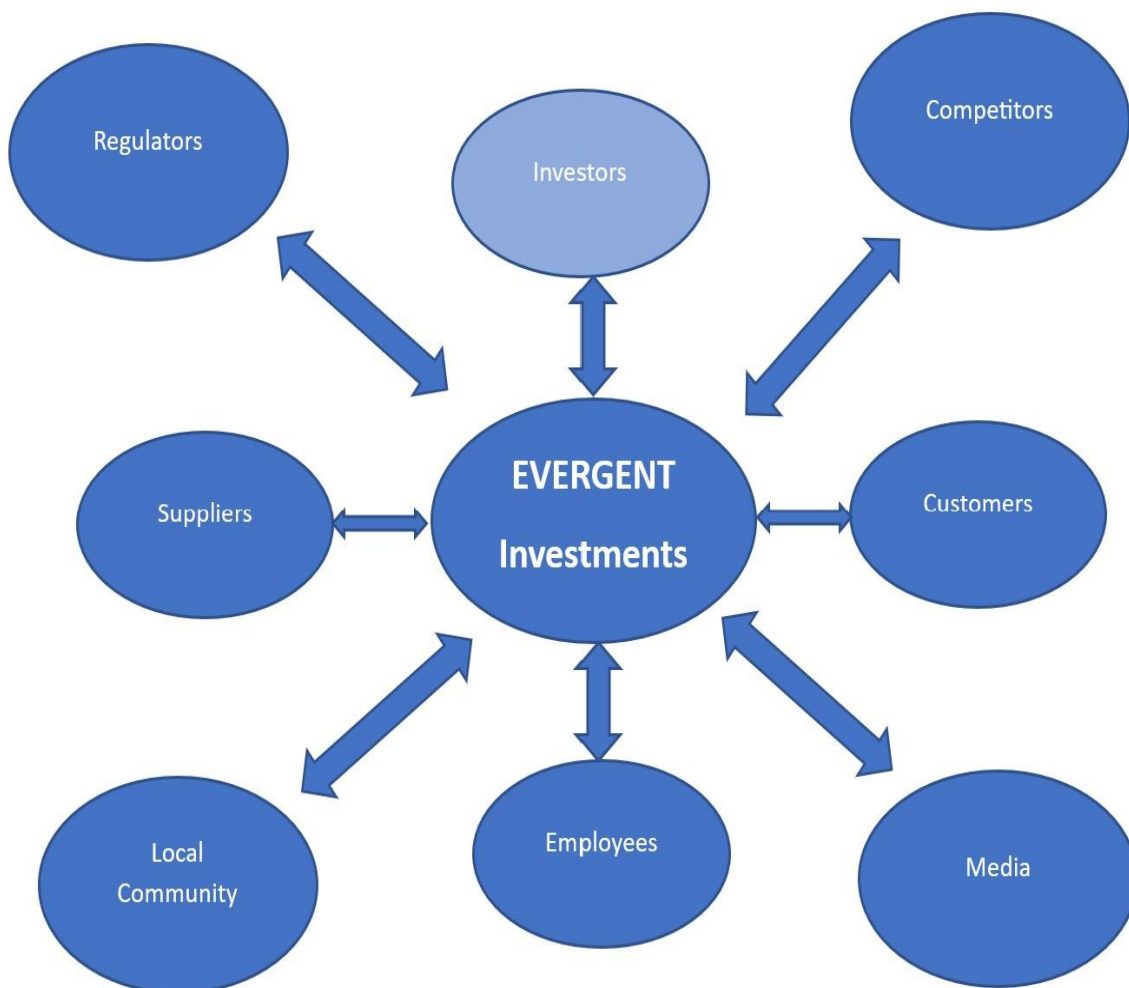 Regulators
Investors
Competitors
Suppliers
EVERGENT
Investments
Customers
Local
Community
Employees
Media